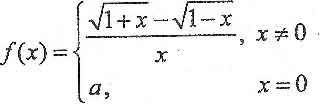 f(x) = { (√(1+x) − √(1−x)) / x, x ≠ 0
a, x = 0